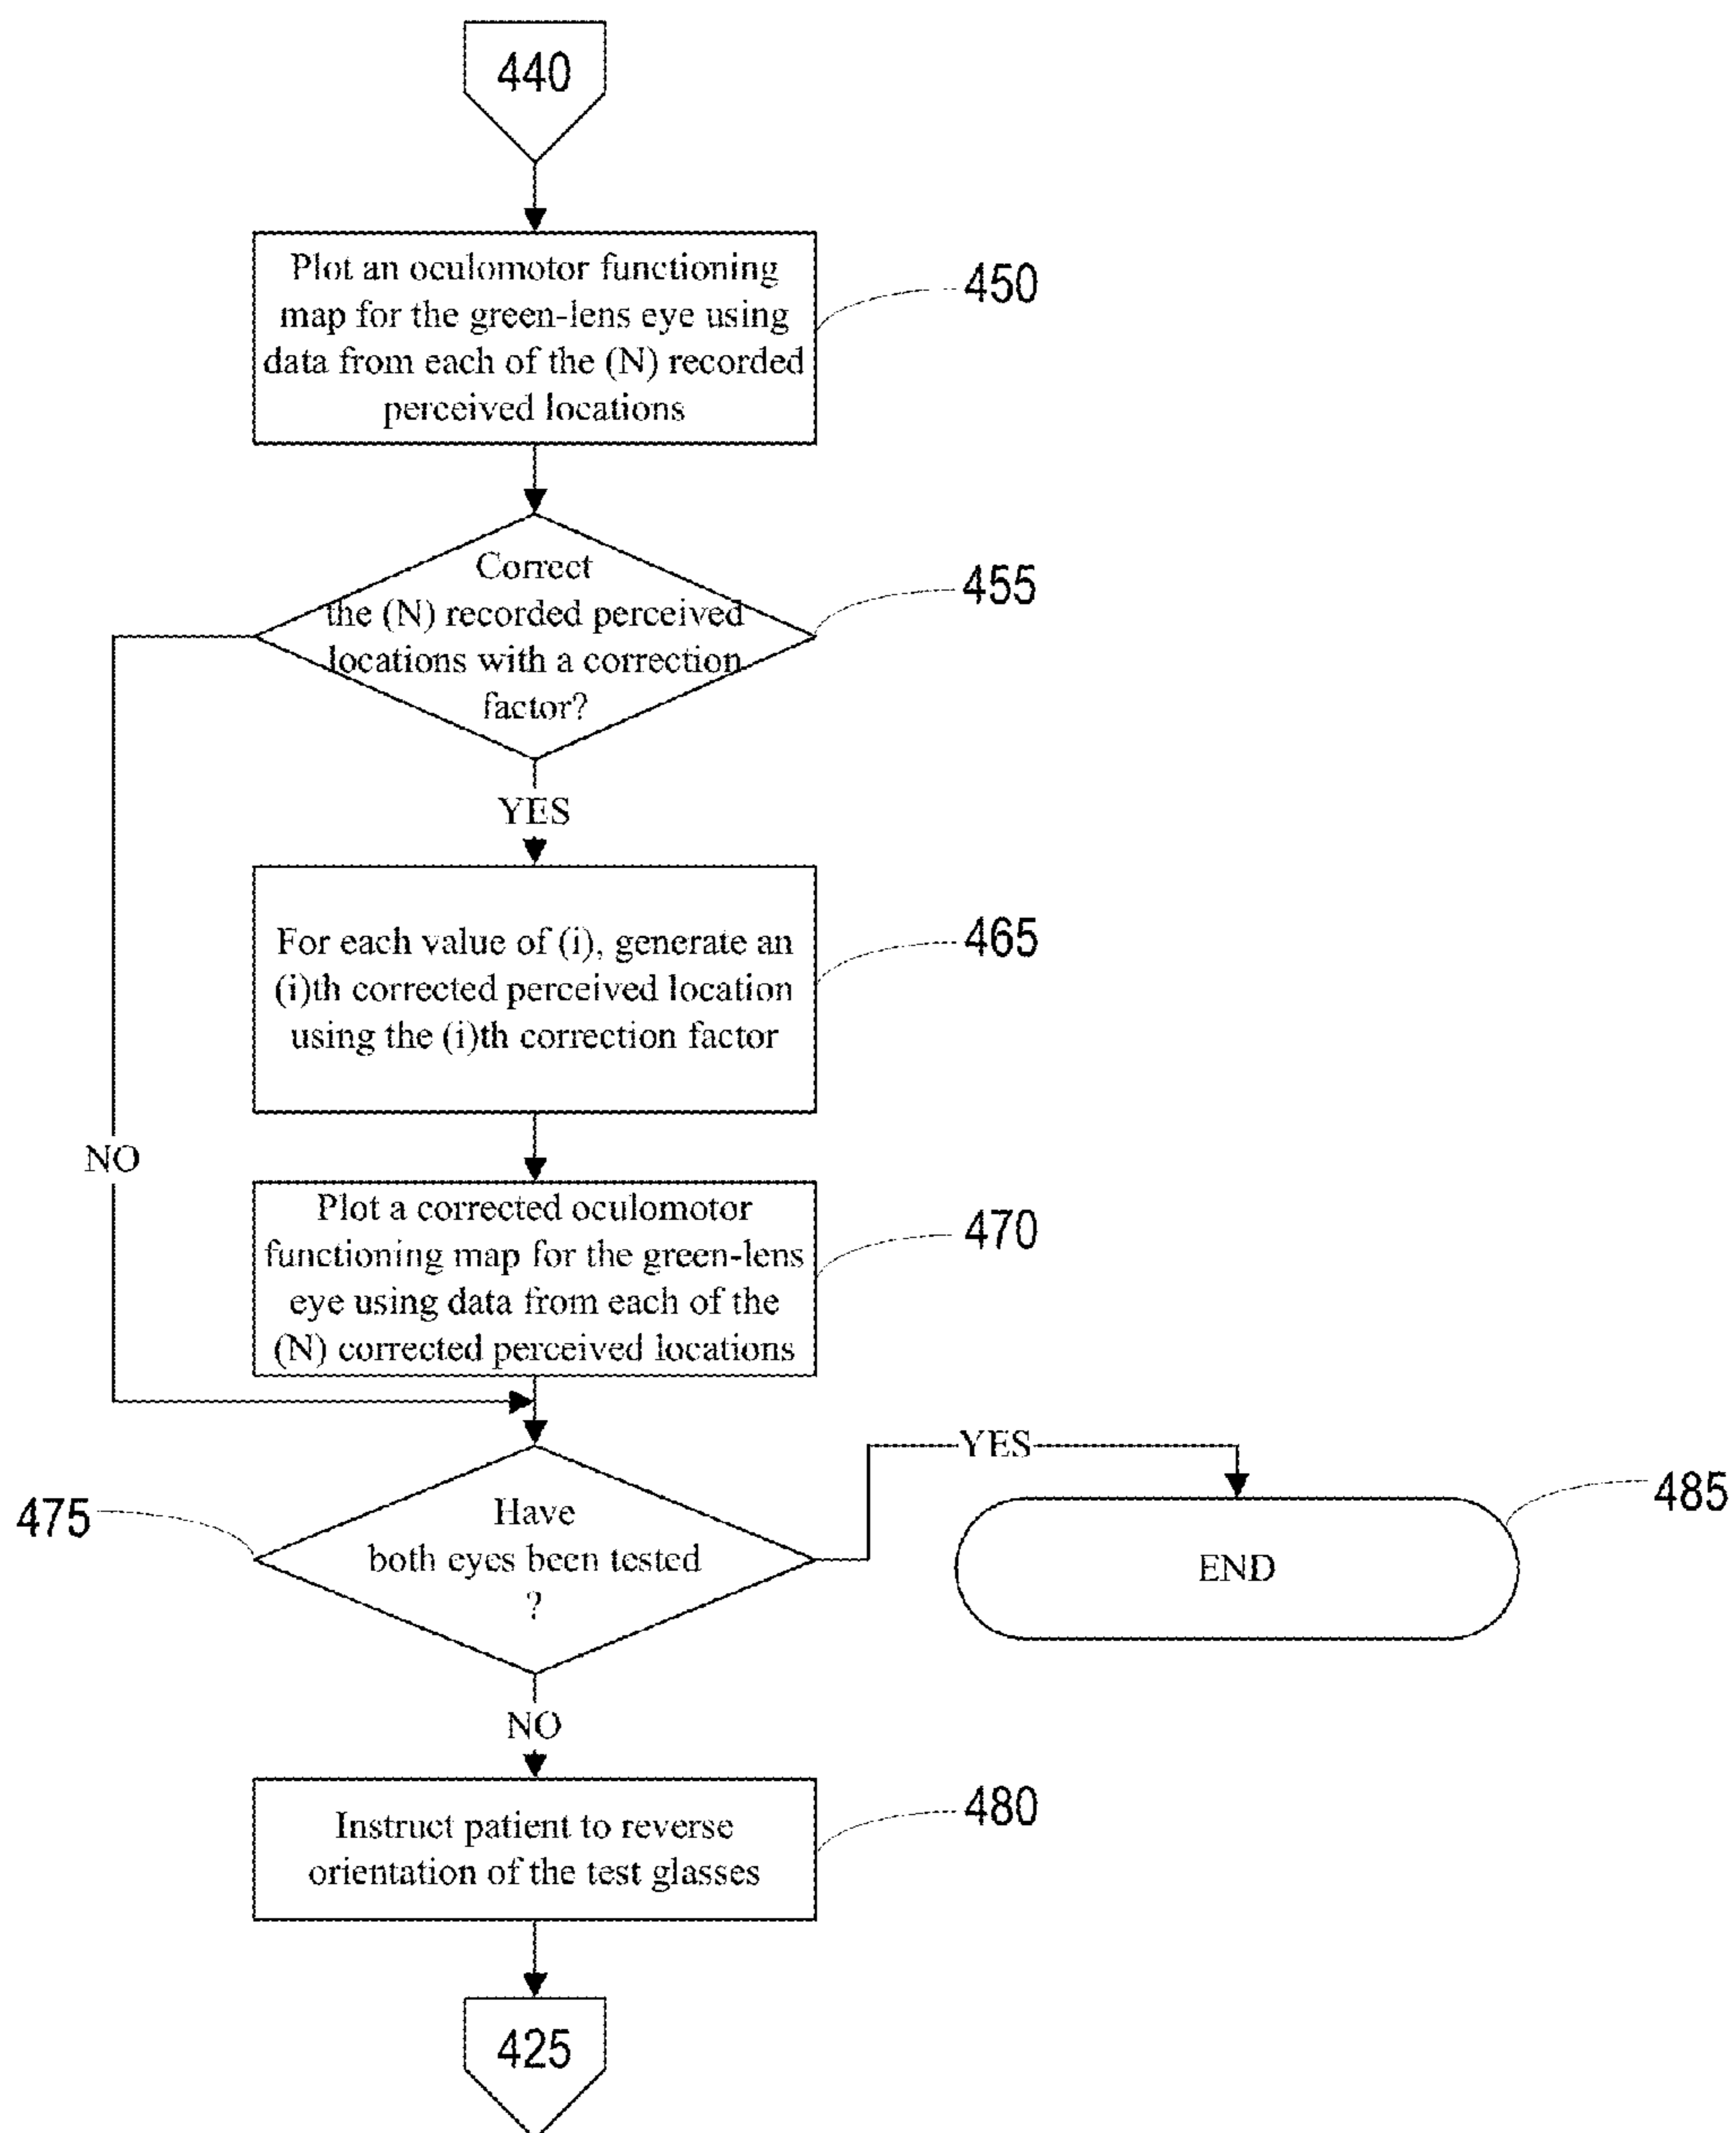 440
Plot an oculomotor functioning
map for the green-lens eye using
data from each of the (N) recorded
perceived locations
450
Correct
the (N) recorded perceived
locations with a correction
factor?
455
YES
For each value of (i), generate an
(i)th corrected perceived location
using the (i)th correction factor
465
NO
Plot a corrected oculomotor
functioning map for the green-lens
eye using data from each of the
(N) corrected perceived locations
470
YES
475
Have
both eyes been tested
?
END
485
NO
Instruct patient to reverse
orientation of the test glasses
480
425